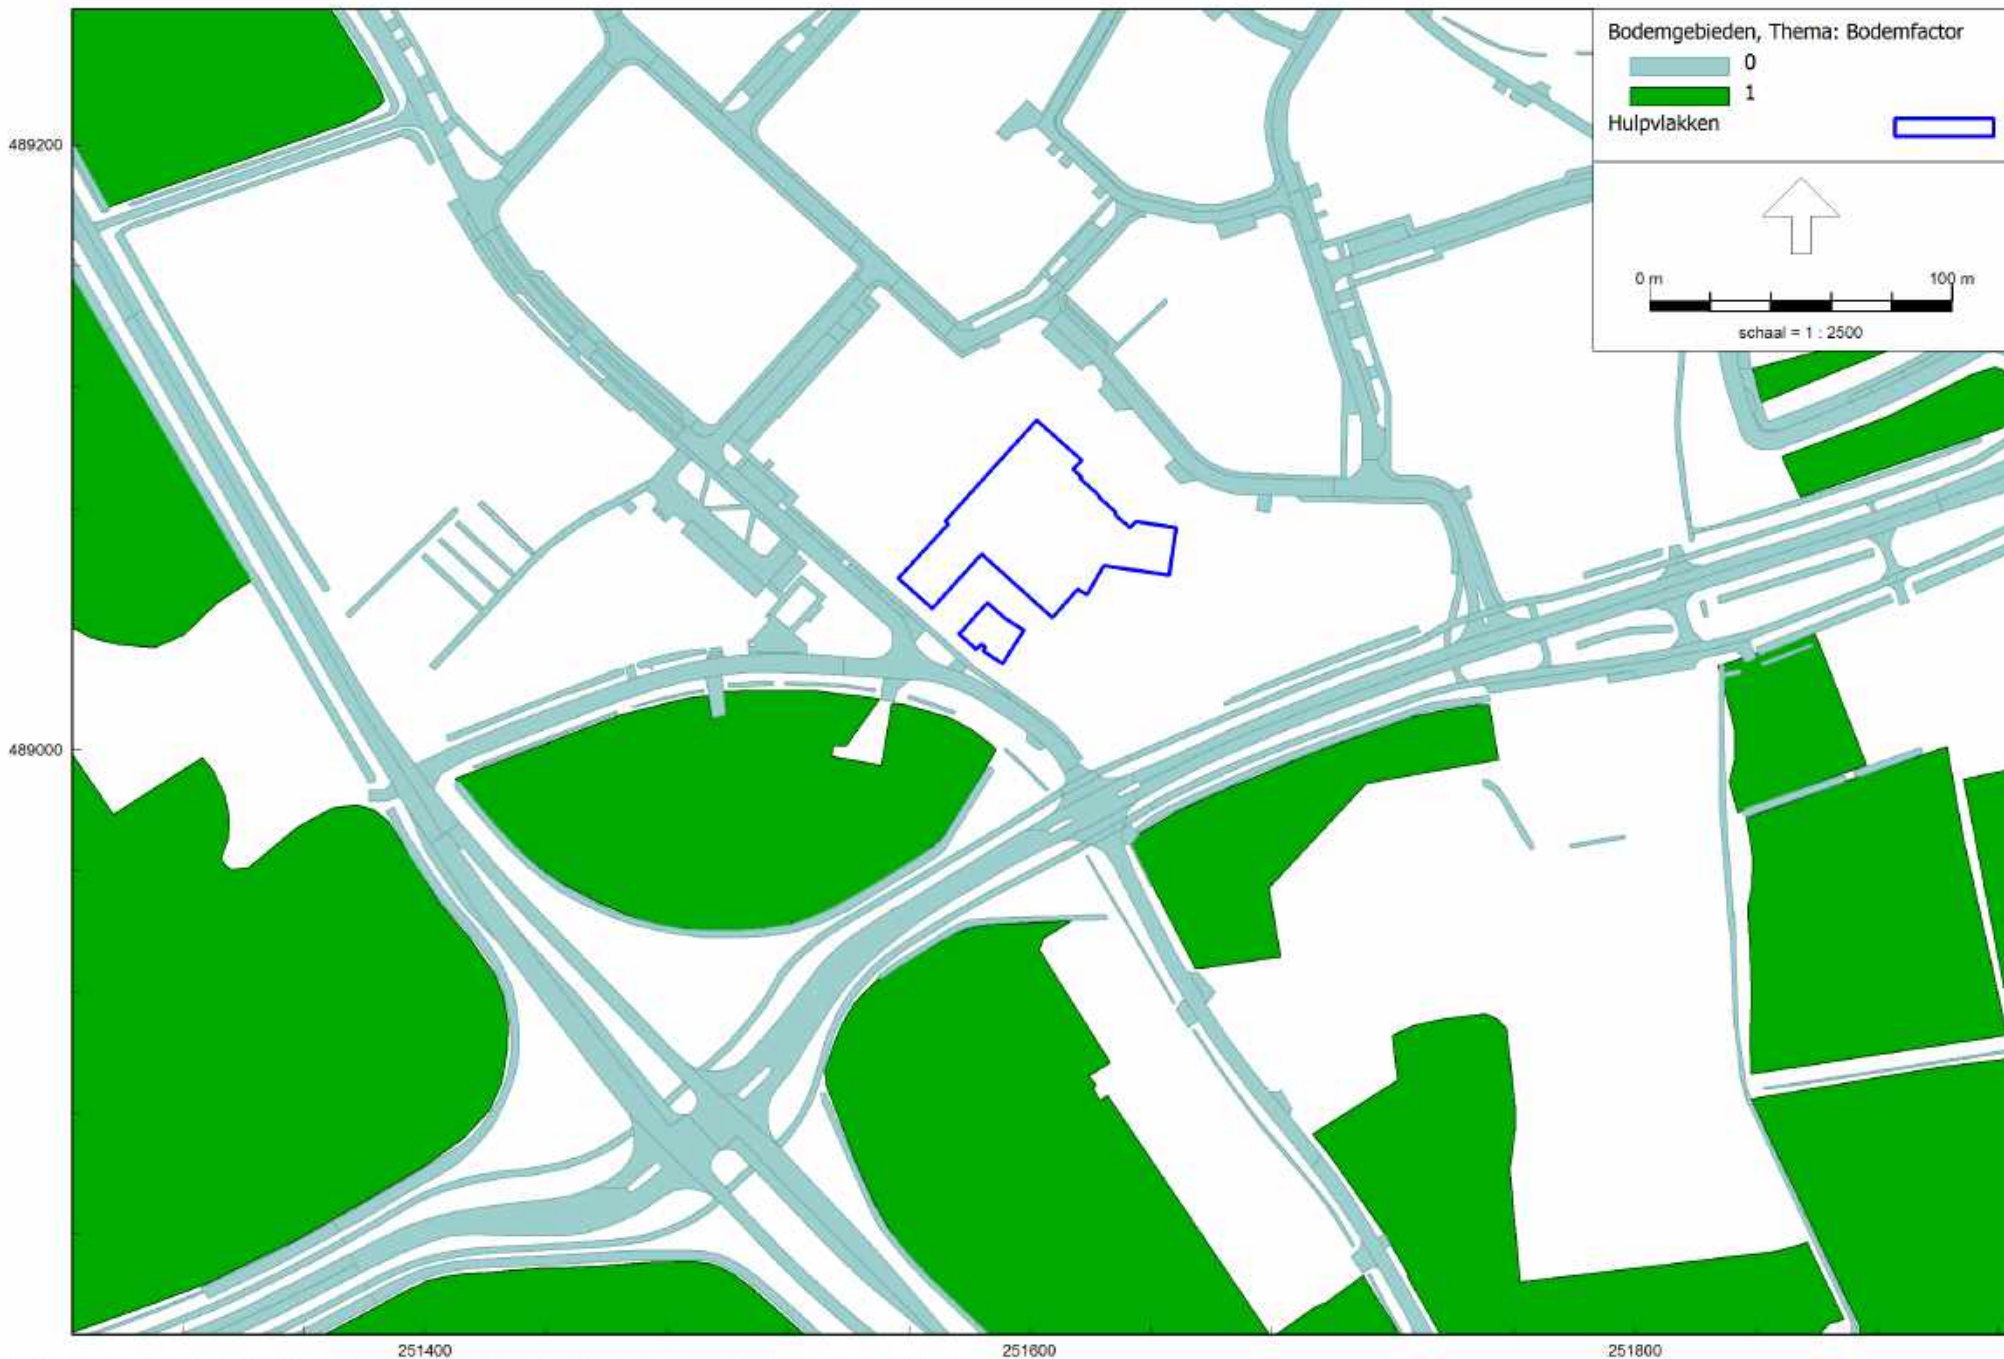 Bodemgebieden, Thema: Bodemfactor
0
1
Hulpvlakken
0 m 100 m
schaal = 1 : 2500
489200
489000
251400 251600 251800